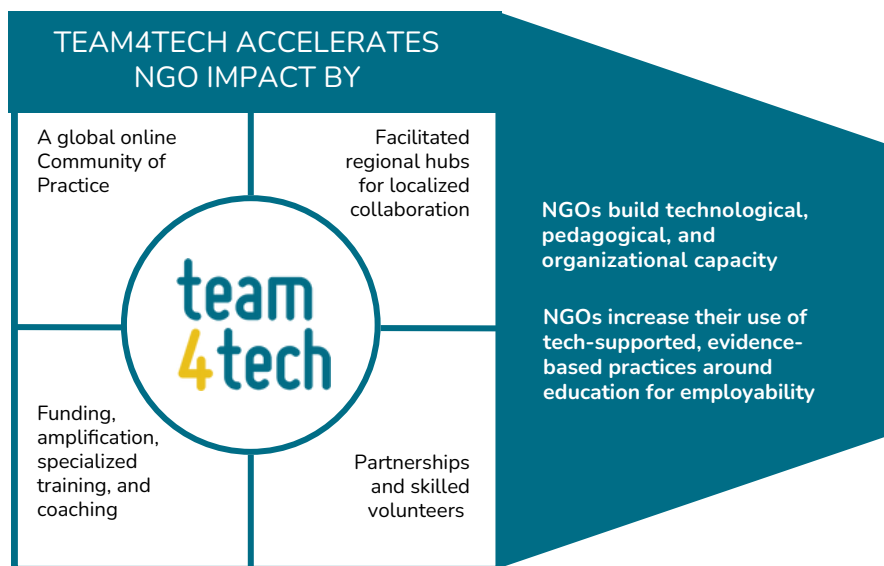 TEAM4TECH ACCELERATES
NGO IMPACT BY
A global online
Community of
Practice
Facilitated
regional hubs
for localized
collaboration
team
4tech
Funding,
amplification,
specialized
training, and
coaching
Partnerships
and skilled
volunteers
NGOs build technological,
pedagogical, and
organizational capacity
NGOs increase their use of
tech-supported, evidence-
based practices around
education for employability